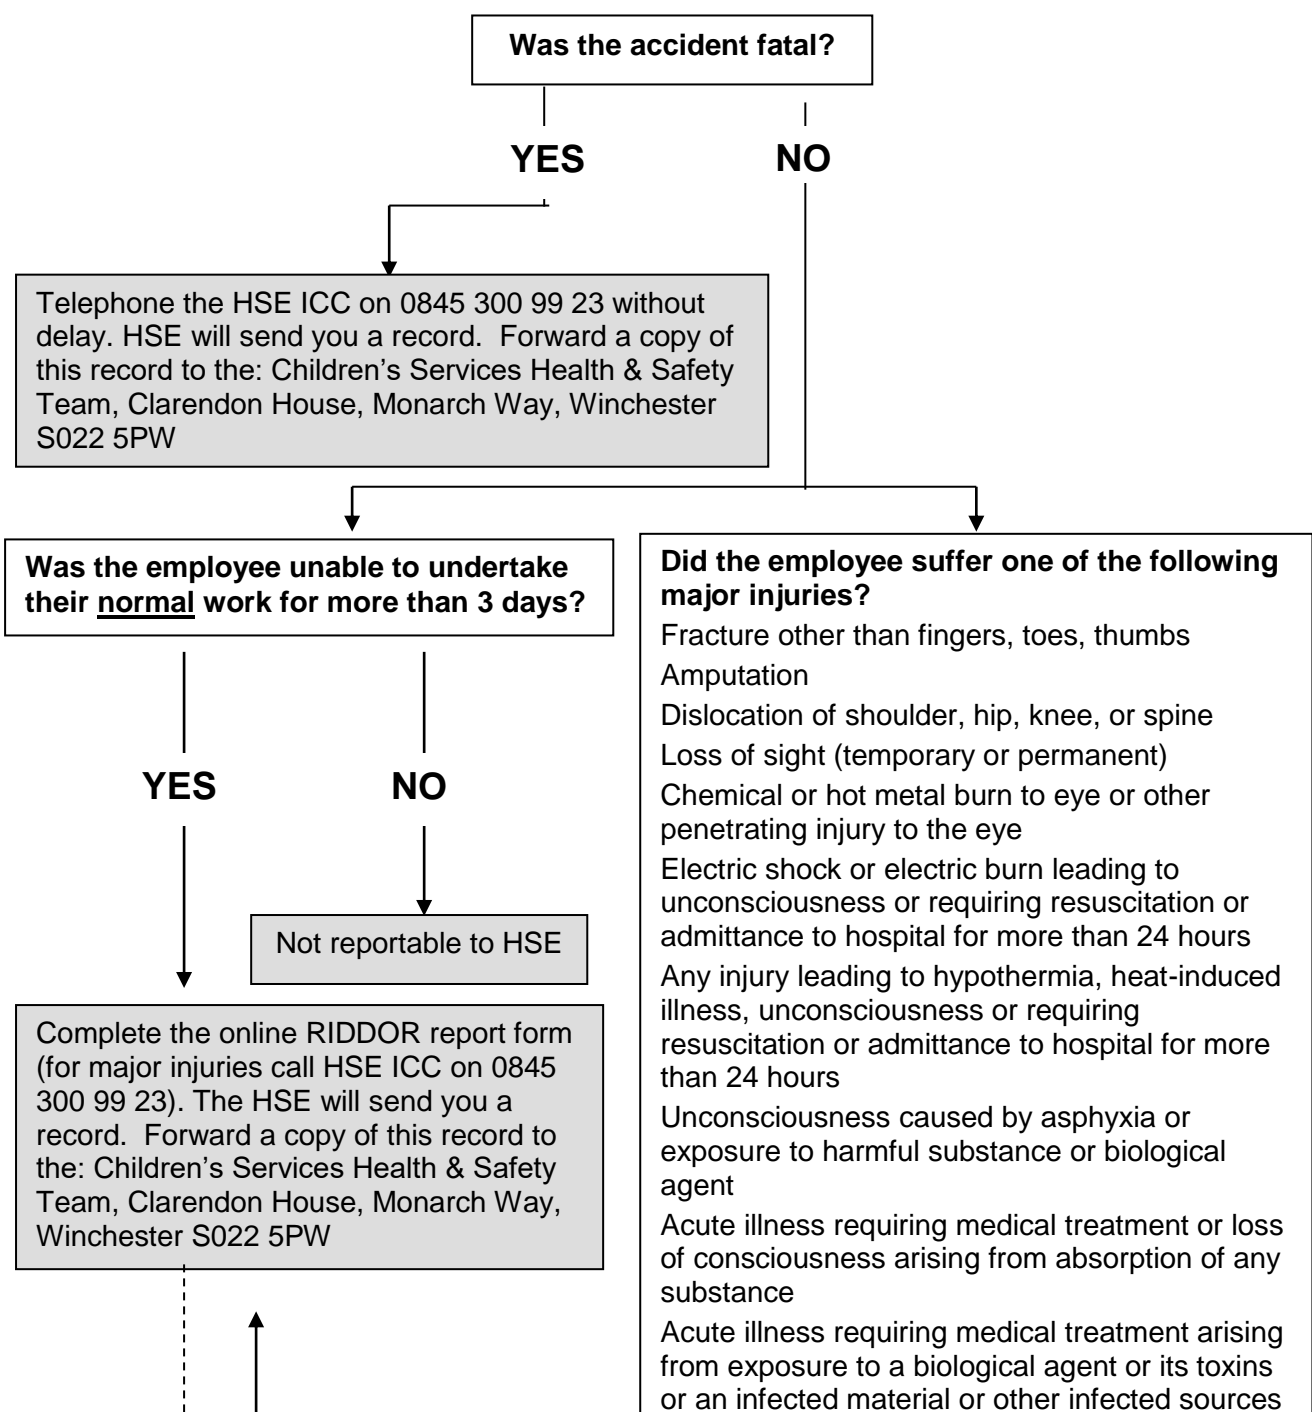 Was the accident fatal?
YES
NO
Telephone the HSE ICC on 0845 300 99 23 without
delay. HSE will send you a record.  Forward a copy of
this record to the: Children's Services Health & Safety
Team, Clarendon House, Monarch Way, Winchester
S022 5PW
Was the employee unable to undertake
their normal work for more than 3 days?
YES
NO
Not reportable to HSE
Complete the online RIDDOR report form
(for major injuries call HSE ICC on 0845
300 99 23). The HSE will send you a
record.  Forward a copy of this record to
the: Children's Services Health & Safety
Team, Clarendon House, Monarch Way,
Winchester S022 5PW
Did the employee suffer one of the following
major injuries?
Fracture other than fingers, toes, thumbs
Amputation
Dislocation of shoulder, hip, knee, or spine
Loss of sight (temporary or permanent)
Chemical or hot metal burn to eye or other
penetrating injury to the eye
Electric shock or electric burn leading to
unconsciousness or requiring resuscitation or
admittance to hospital for more than 24 hours
Any injury leading to hypothermia, heat-induced
illness, unconsciousness or requiring
resuscitation or admittance to hospital for more
than 24 hours
Unconsciousness caused by asphyxia or
exposure to harmful substance or biological
agent
Acute illness requiring medical treatment or loss
of consciousness arising from absorption of any
substance
Acute illness requiring medical treatment arising
from exposure to a biological agent or its toxins
or an infected material or other infected sources